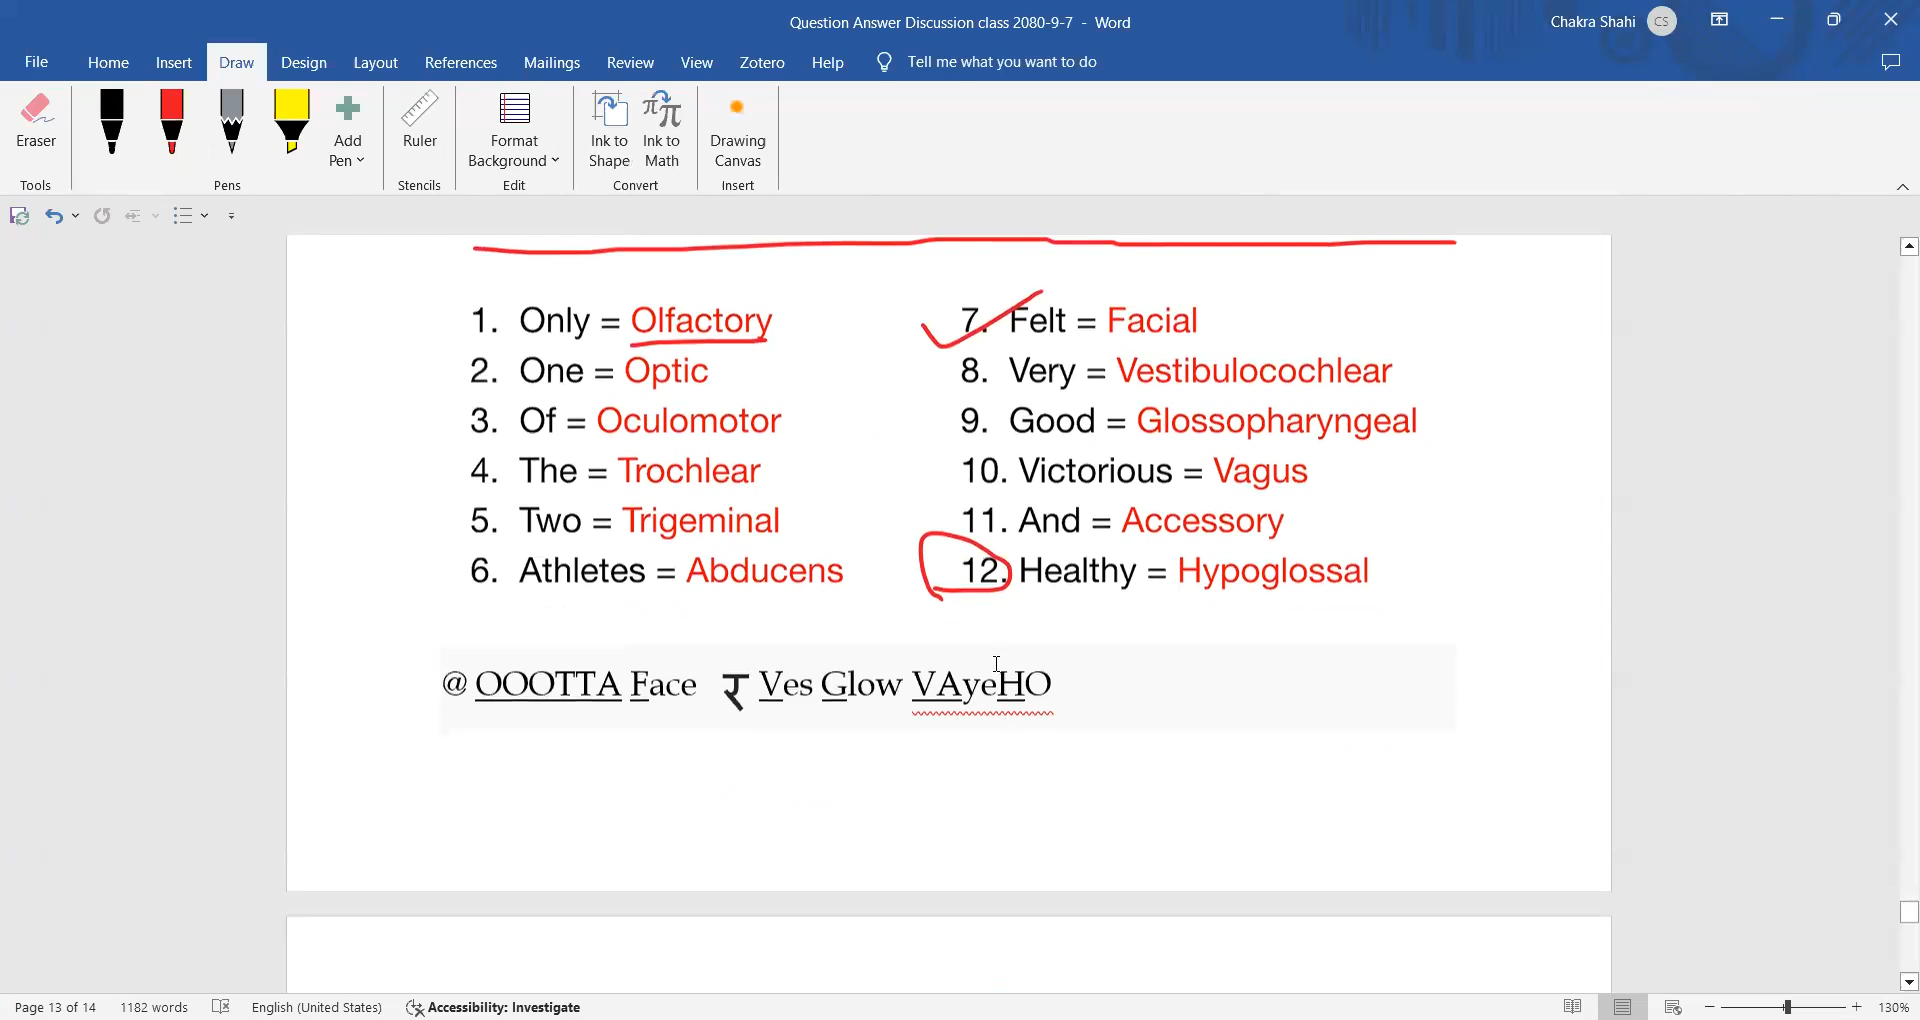 Question Answer Discussion class 2080-9-7 - Word
Chakra Shahi
CS
File Home Insert Draw Design Layout References Mailings Review View Zotero Help Tell me what you want to do
Eraser
Add Pen
Ruler
Format Background
Ink to Shape
Ink to Math
Drawing Canvas
Tools
Pens
Stencils
Edit
Convert
Insert
1. Only = Olfactory
2. One = Optic
3. Of = Oculomotor
4. The = Trochlear
5. Two = Trigeminal
6. Athletes = Abducens
7. Felt = Facial
8. Very = Vestibulocochlear
9. Good = Glossopharyngeal
10. Victorious = Vagus
11. And = Accessory
12. Healthy = Hypoglossal
@ OOOTTA Face र Ves Glow VAyeHO
Page 13 of 14 1182 words English (United States) Accessibility: Investigate 130%